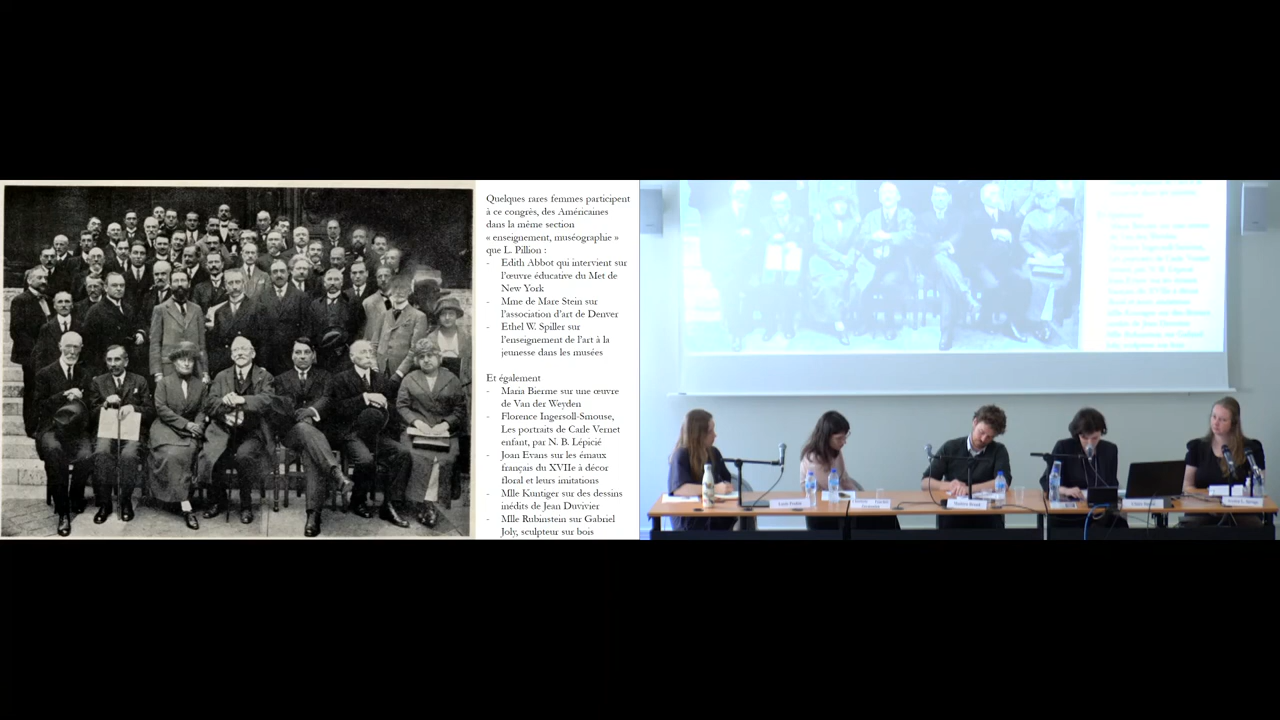 Quelques rares femmes participent
à ce congrès, des Américaines
dans la même section
« enseignement, muséographie »
que L. Pillion :
- Edith Abbot qui intervient sur
l'œuvre éducative du Met de
New York
- Mme de Mare Stein sur
l'association d'art de Denver
- Ethel W. Spiller sur
l'enseignement de l'art à la
jeunesse dans les musées
Et également
- Maria Bierme sur une œuvre
de Van der Weyden
- Florence Ingersoll-Smouse,
Les portraits de Carle Vernet
enfant, par N. B. Lépicié
- Joan Evans sur les émaux
français du XVIIe à décor
floral et leurs imitations
- Mlle Kuntiger sur des dessins
inédits de Jean Duvivier
- Mlle Rubinstein sur Gabriel
Joly, sculpteur sur bois